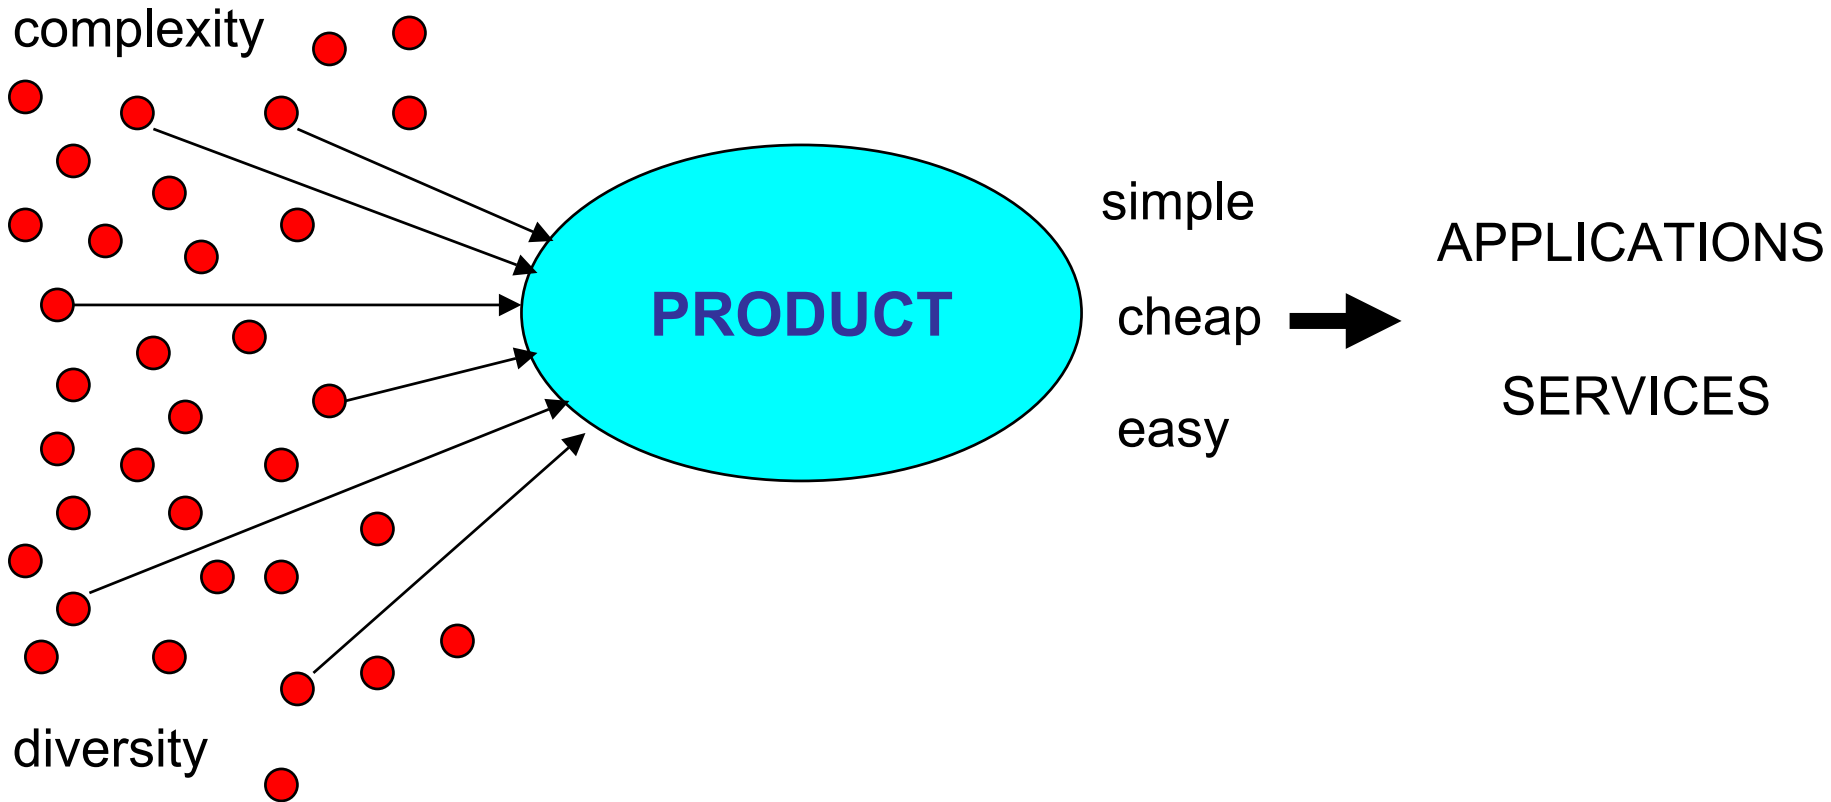 complexity
simple
APPLICATIONS
PRODUCT
cheap
SERVICES
easy
diversity